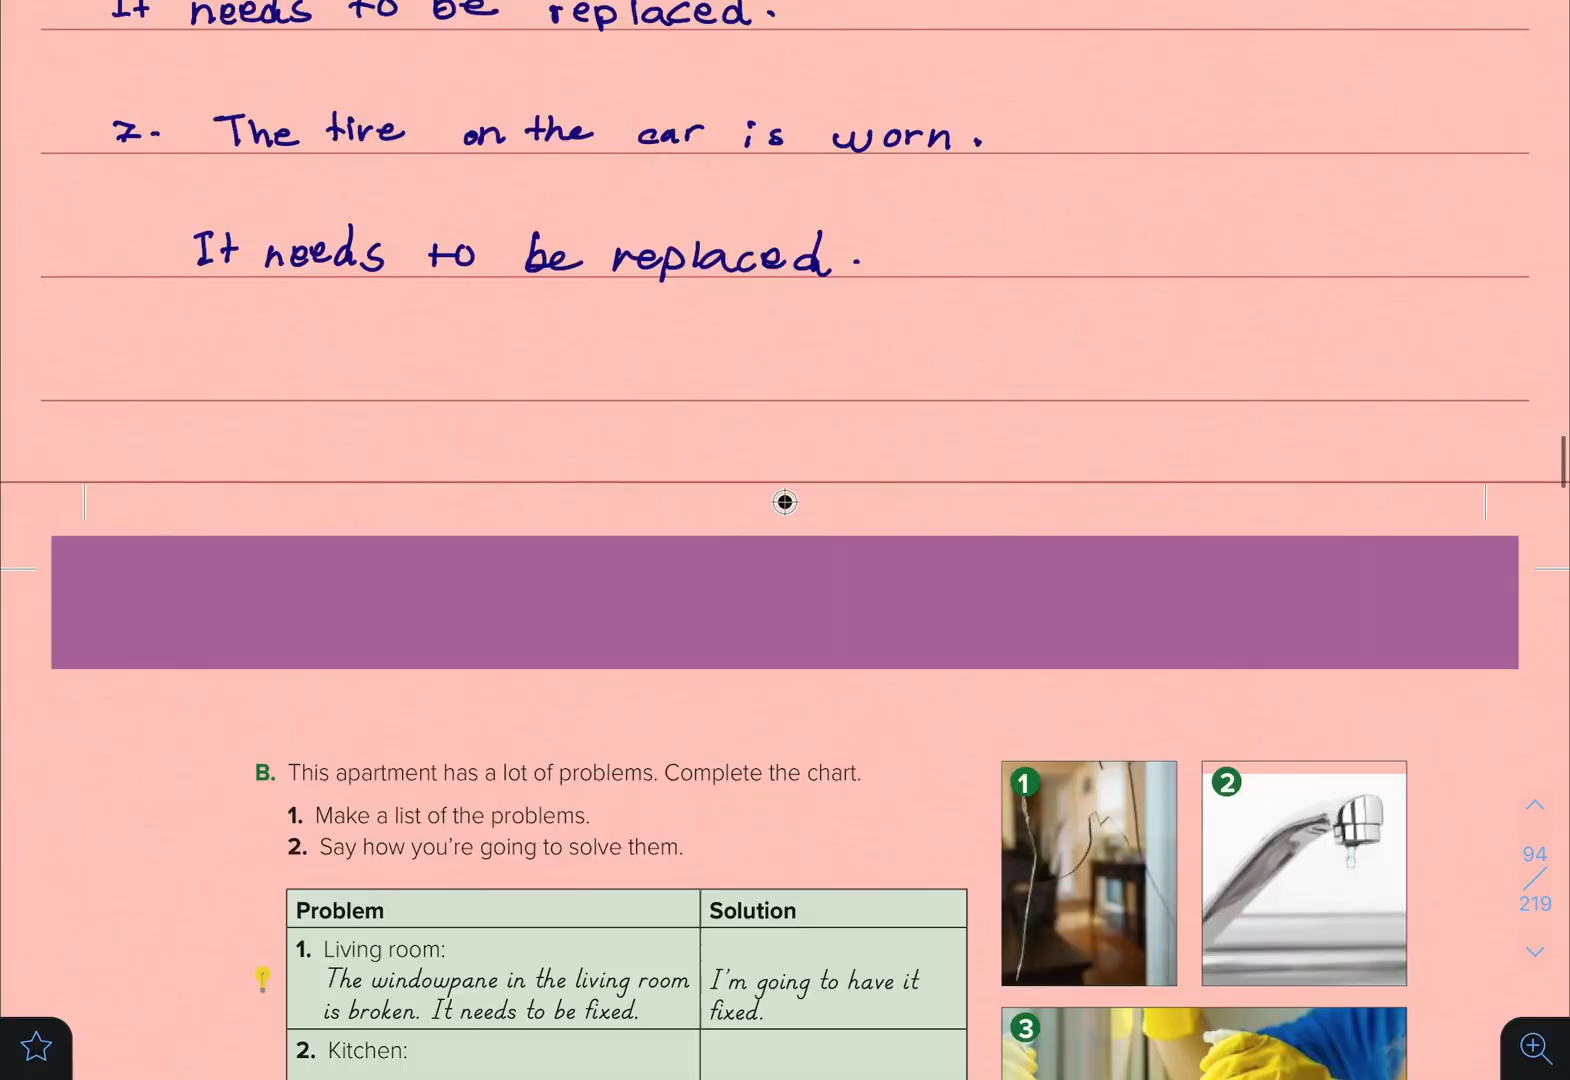 It needs to be replaced.
7. The tire on the car is worn.
It needs to be replaced.
B. This apartment has a lot of problems. Complete the chart.
1. Make a list of the problems.
2. Say how you're going to solve them.
Problem Solution
1. Living room:
The windowpane in the living room I'm going to have it
is broken. It needs to be fixed. fixed.
2. Kitchen:
1
2
3
94
/
219